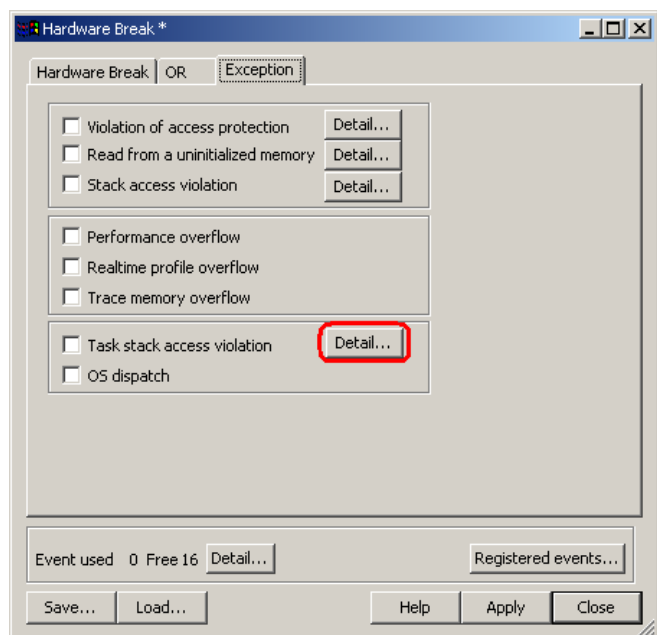 Hardware Break *
Hardware Break OR Exception
Violation of access protection Detail...
Read from a uninitialized memory Detail...
Stack access violation Detail...
Performance overflow
Realtime profile overflow
Trace memory overflow
Task stack access violation Detail...
OS dispatch
Event used 0 Free 16 Detail... Registered events...
Save... Load... Help Apply Close